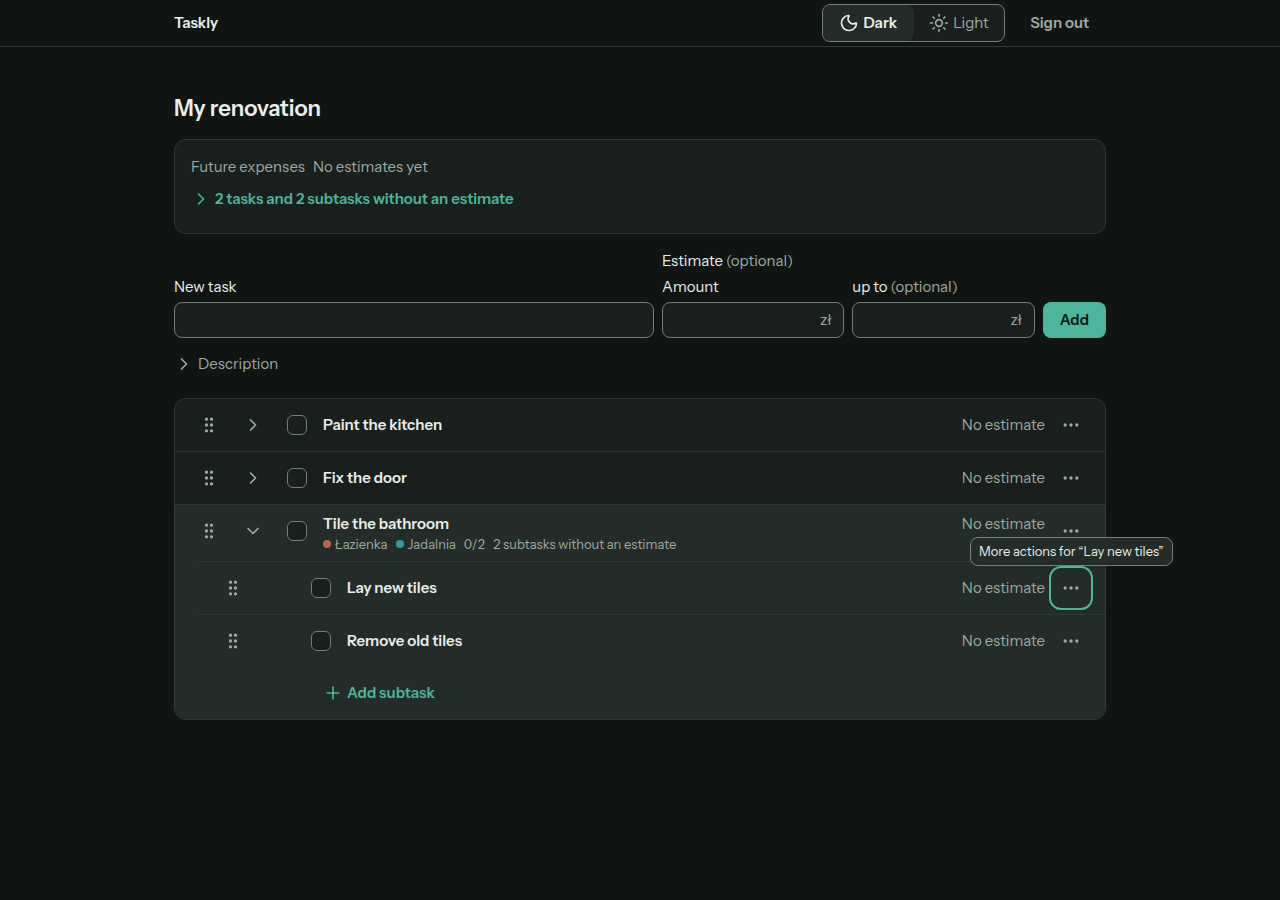 Taskly
Dark
Light
Sign out
My renovation
Future expenses No estimates yet
2 tasks and 2 subtasks without an estimate
Estimate (optional)
New task
Amount
up to (optional)
zł
zł
Add
Description
Paint the kitchen
No estimate
Fix the door
No estimate
Tile the bathroom
No estimate
Łazienka Jadalnia 0/2 2 subtasks without an estimate
More actions for “Lay new tiles”
Lay new tiles
No estimate
Remove old tiles
No estimate
Add subtask